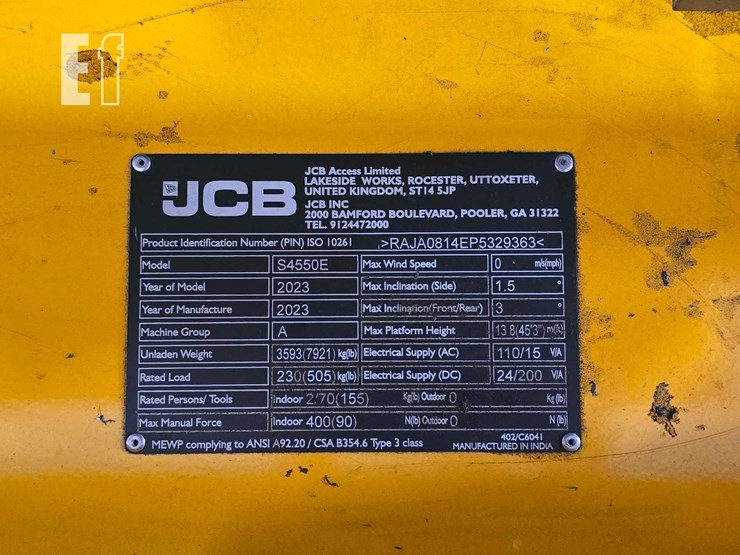 Ef
JCB
JCB Access Limited
LAKESIDE WORKS, ROCESTER, UTTOXETER,
UNITED KINGDOM, ST14 5JP
JCB INC
2000 BAMFORD BOULEVARD, POOLER, GA 31322
TEL. 9124472000
Product Identification Number (PIN) ISO 10261 .>RAJA0814EP5329363<
Model S4550E Max Wind Speed 0 m/s(mph)
Year of Model 2023 Max Inclination (Side) 1.5 °
Year of Manufacture 2023 Max Inclination(Front/Rear) 3 °
Machine Group A Max Platform Height 13.8(45'3") m(ft)
Unladen Weight 3593(7921) kg(lb) Electrical Supply (AC) 110/15 V/A
Rated Load 230(505) kg(lb) Electrical Supply (DC) 24/200 V/A
Rated Persons/ Tools Indoor 2/70(155) Kg(lb) Outdoor 0 Kg (lb)
Max Manual Force Indoor 400(90) N(lb) Outdoor 0 N (lb)
MEWP complying to ANSI A92.20 / CSA B354.6 Type 3 class
402/C6041
MANUFACTURED IN INDIA